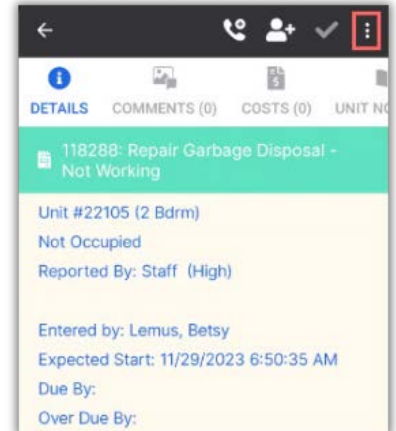 DETAILS COMMENTS (0) COSTS (0) UNIT NO
118288: Repair Garbage Disposal -
Not Working
Unit #22105 (2 Bdrm)
Not Occupied
Reported By: Staff (High)
Entered by: Lemus, Betsy
Expected Start: 11/29/2023 6:50:35 AM
Due By:
Over Due By: